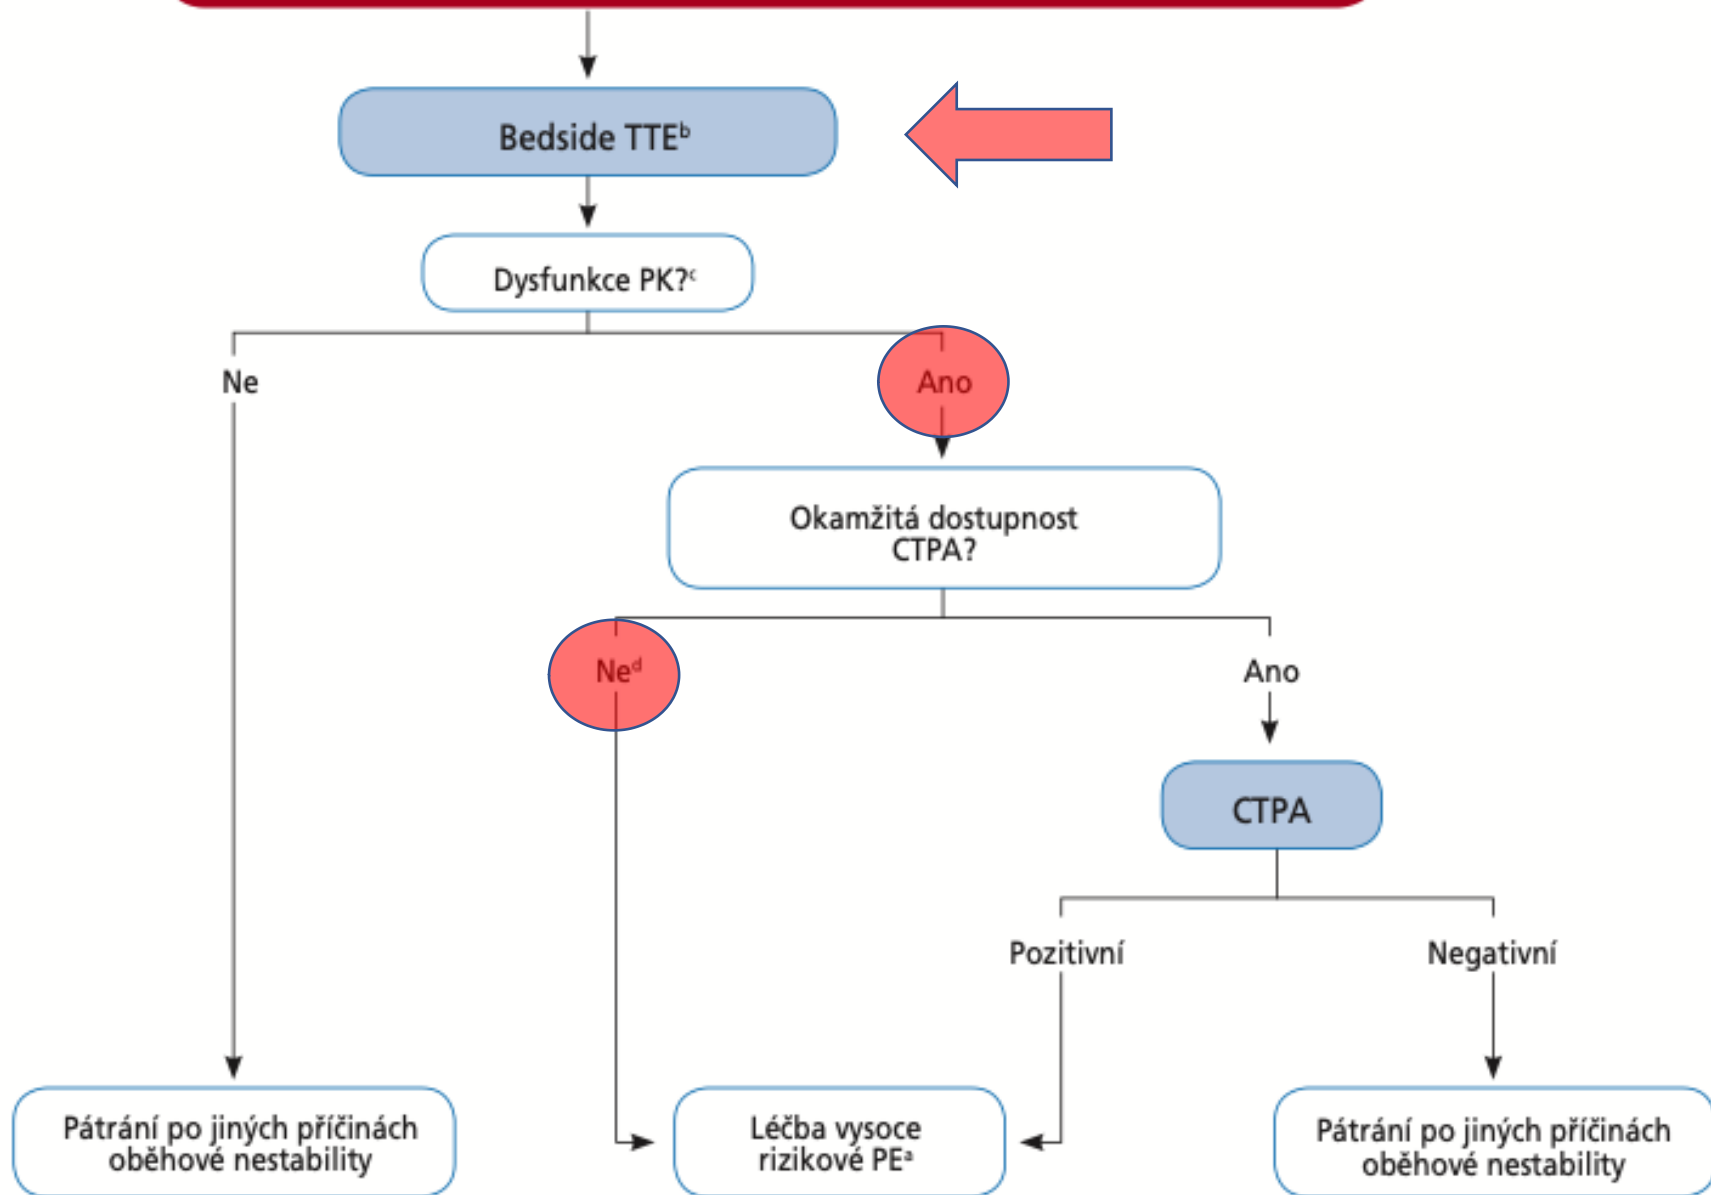 Bedside TTEᵇ
Dysfunkce PK?ᶜ
Ne
Ano
Okamžitá dostupnost
CTPA?
Neᵈ
Ano
CTPA
Pozitivní
Negativní
Pátrání po jiných příčinách
oběhové nestability
Léčba vysoce
rizikové PEᵃ
Pátrání po jiných příčinách
oběhové nestability